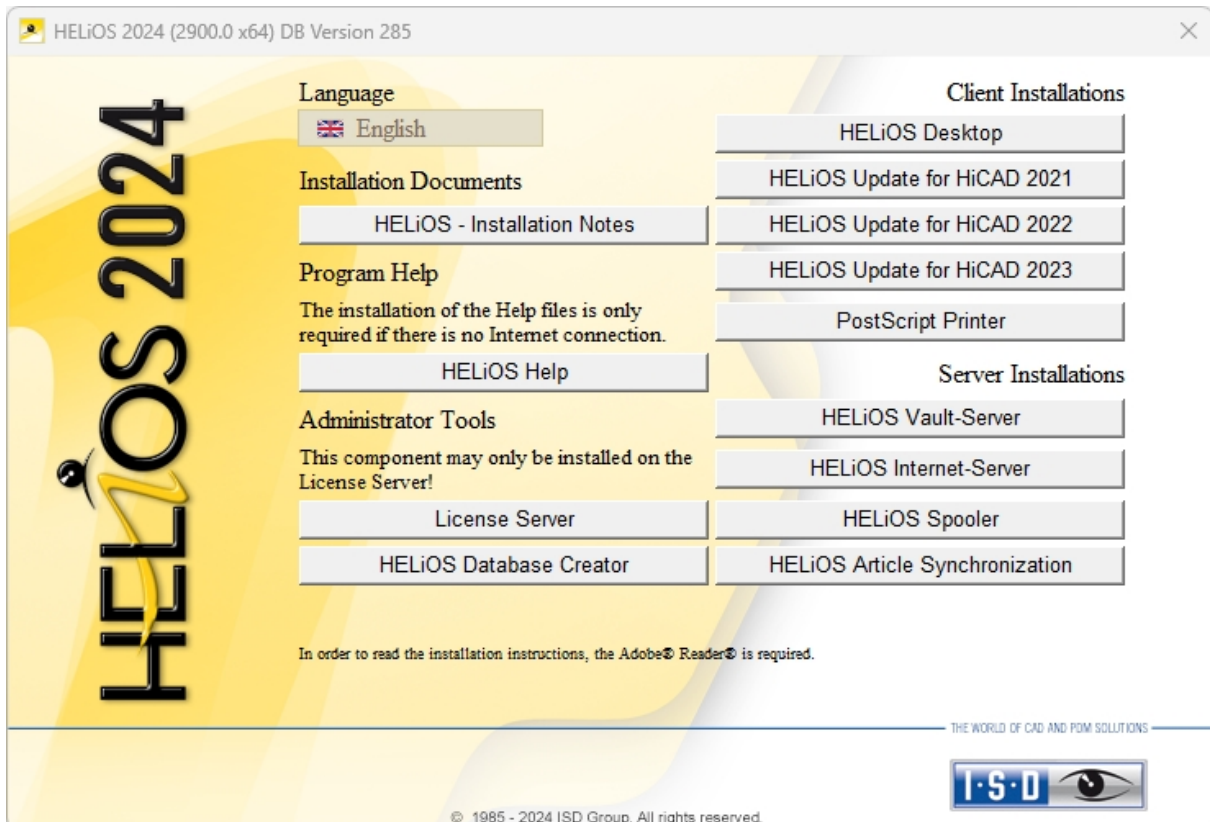 HELiOS 2024 (2900.0 x64) DB Version 285
HELiOS 2024
Language
English
Installation Documents
HELiOS - Installation Notes
Program Help
The installation of the Help files is only
required if there is no Internet connection.
HELiOS Help
Administrator Tools
This component may only be installed on the
License Server!
License Server
HELiOS Database Creator
Client Installations
HELiOS Desktop
HELiOS Update for HiCAD 2021
HELiOS Update for HiCAD 2022
HELiOS Update for HiCAD 2023
PostScript Printer
Server Installations
HELiOS Vault-Server
HELiOS Internet-Server
HELiOS Spooler
HELiOS Article Synchronization
In order to read the installation instructions, the Adobe® Reader® is required.
THE WORLD OF CAD AND PDM SOLUTIONS
I·S·D
© 1985 - 2024 ISD Group. All rights reserved.